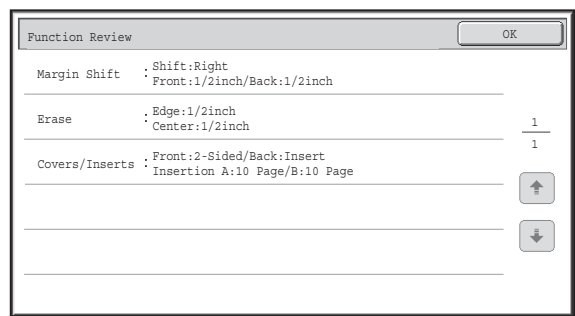 Function Review
OK
Margin Shift : Shift:Right
Front:1/2inch/Back:1/2inch
Erase : Edge:1/2inch
Center:1/2inch
Covers/Inserts : Front:2-Sided/Back:Insert
Insertion A:10 Page/B:10 Page
1
1